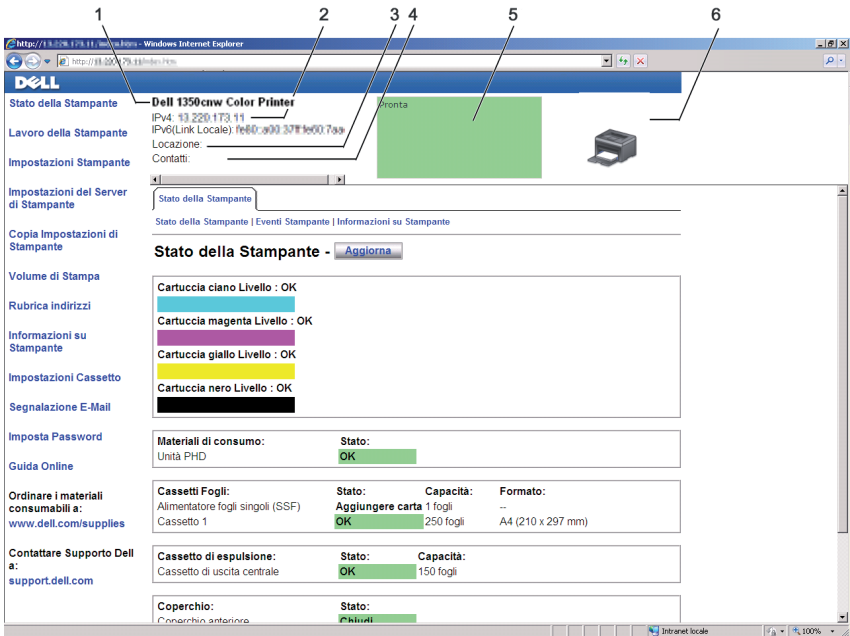 1 2 3 4 5 6
Windows Internet Explorer
DELL
Dell 1350cnw Color Printer
IPv4:
IPv6(Link Locale):
Locazione:
Contatti:
Pronta
Stato della Stampante
Lavoro della Stampante
Impostazioni Stampante
Impostazioni del Server
di Stampante
Copia Impostazioni di
Stampante
Volume di Stampa
Rubrica indirizzi
Informazioni su
Stampante
Impostazioni Cassetto
Segnalazione E-Mail
Imposta Password
Guida Online
Ordinare i materiali
consumabili a:
www.dell.com/supplies
Contattare Supporto Dell
a:
support.dell.com
Stato della Stampante
Stato della Stampante | Eventi Stampante | Informazioni su Stampante
Stato della Stampante - Aggiorna
Cartuccia ciano Livello : OK
Cartuccia magenta Livello : OK
Cartuccia giallo Livello : OK
Cartuccia nero Livello : OK
Materiali di consumo: Stato:
Unità PHD OK
Cassetti Fogli: Stato: Capacità: Formato:
Alimentatore fogli singoli (SSF) Aggiungere carta 1 fogli --
Cassetto 1 OK 250 fogli A4 (210 x 297 mm)
Cassetto di espulsione: Stato: Capacità:
Cassetto di uscita centrale OK 150 fogli
Coperchio: Stato:
Coperchio anteriore Chiudi
Intranet locale 100%